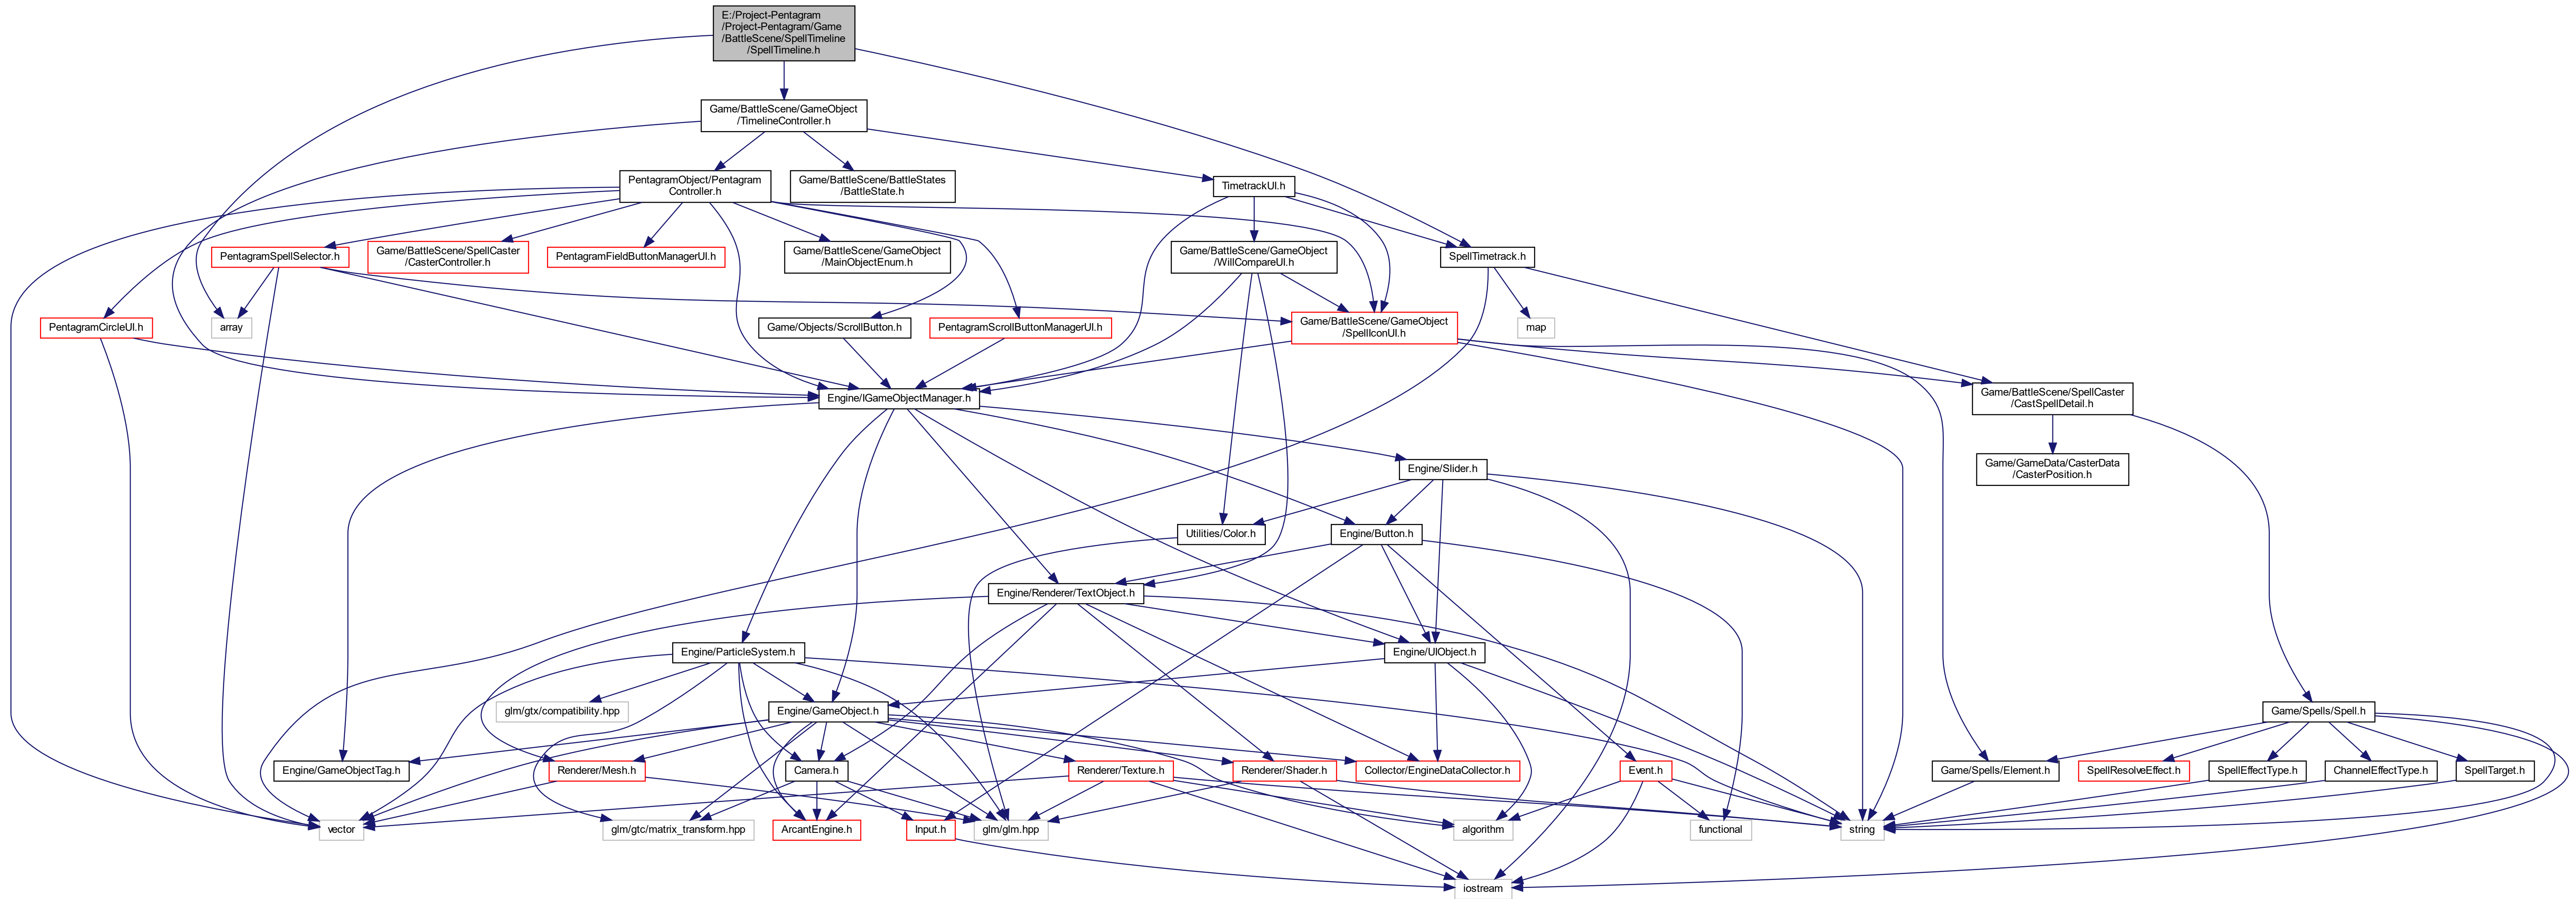 E:/Project-Pentagram
/Project-Pentagram/Game
/BattleScene/SpellTimeline
/SpellTimeline.h
Game/BattleScene/GameObject
/TimelineController.h
PentagramObject/Pentagram
Controller.h
Game/BattleScene/BattleStates
/BattleState.h
TimetrackUI.h
PentagramSpellSelector.h
Game/BattleScene/SpellCaster
/CasterController.h
PentagramFieldButtonManagerUI.h
Game/BattleScene/GameObject
/MainObjectEnum.h
Game/BattleScene/GameObject
/WillCompareUI.h
SpellTimetrack.h
PentagramCircleUI.h
array
Game/Objects/ScrollButton.h
PentagramScrollButtonManagerUI.h
Game/BattleScene/GameObject
/SpellIconUI.h
map
Engine/IGameObjectManager.h
Game/BattleScene/SpellCaster
/CastSpellDetail.h
Engine/Slider.h
Game/GameData/CasterData
/CasterPosition.h
Utilities/Color.h
Engine/Button.h
Engine/Renderer/TextObject.h
Engine/ParticleSystem.h
Engine/UIObject.h
glm/gtx/compatibility.hpp
Engine/GameObject.h
Game/Spells/Spell.h
Engine/GameObjectTag.h
Renderer/Mesh.h
Camera.h
Renderer/Texture.h
Renderer/Shader.h
Collector/EngineDataCollector.h
Event.h
Game/Spells/Element.h
SpellResolveEffect.h
SpellEffectType.h
ChannelEffectType.h
SpellTarget.h
vector
glm/gtc/matrix_transform.hpp
ArcantEngine.h
Input.h
glm/glm.hpp
algorithm
functional
string
iostream